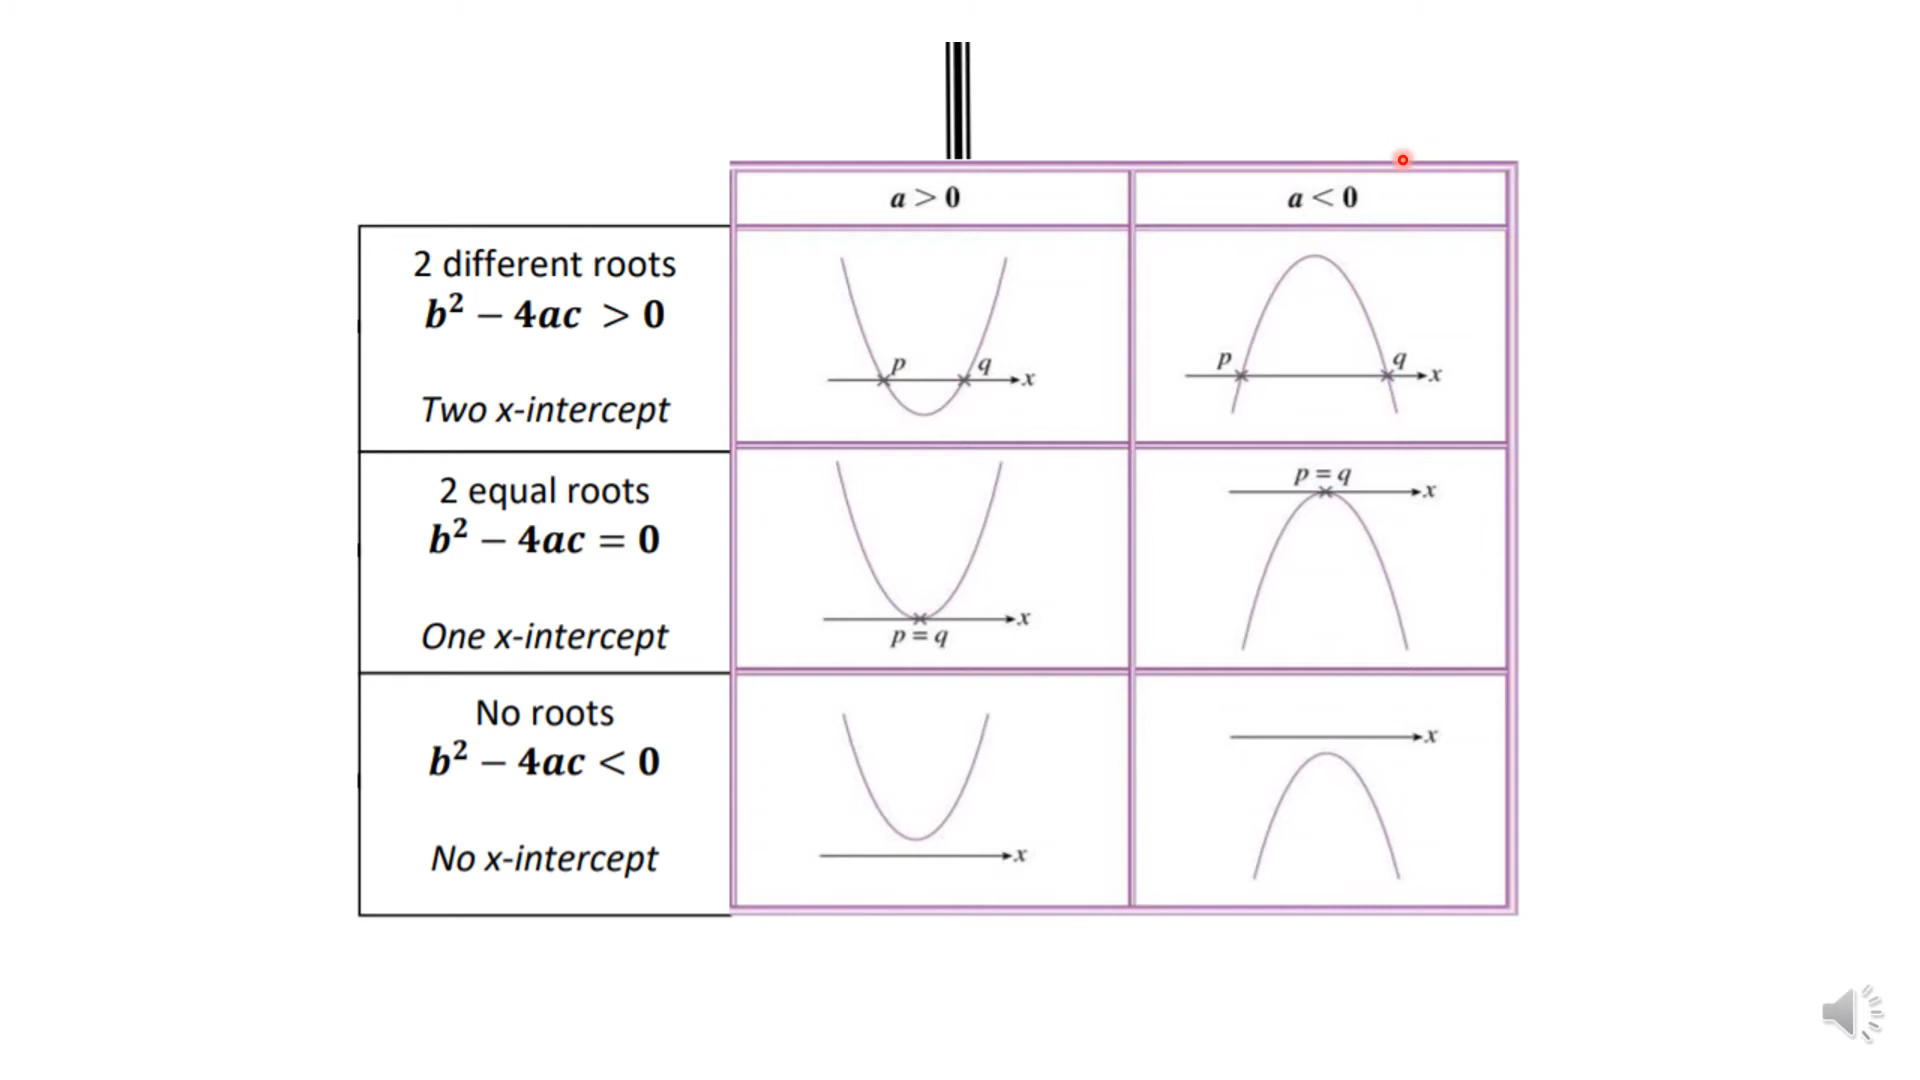 a > 0
a < 0
2 different roots
b² − 4ac > 0
Two x-intercept
p
q
x
p
q
x
2 equal roots
b² − 4ac = 0
One x-intercept
x
p = q
p = q
x
No roots
b² − 4ac < 0
No x-intercept
x
x